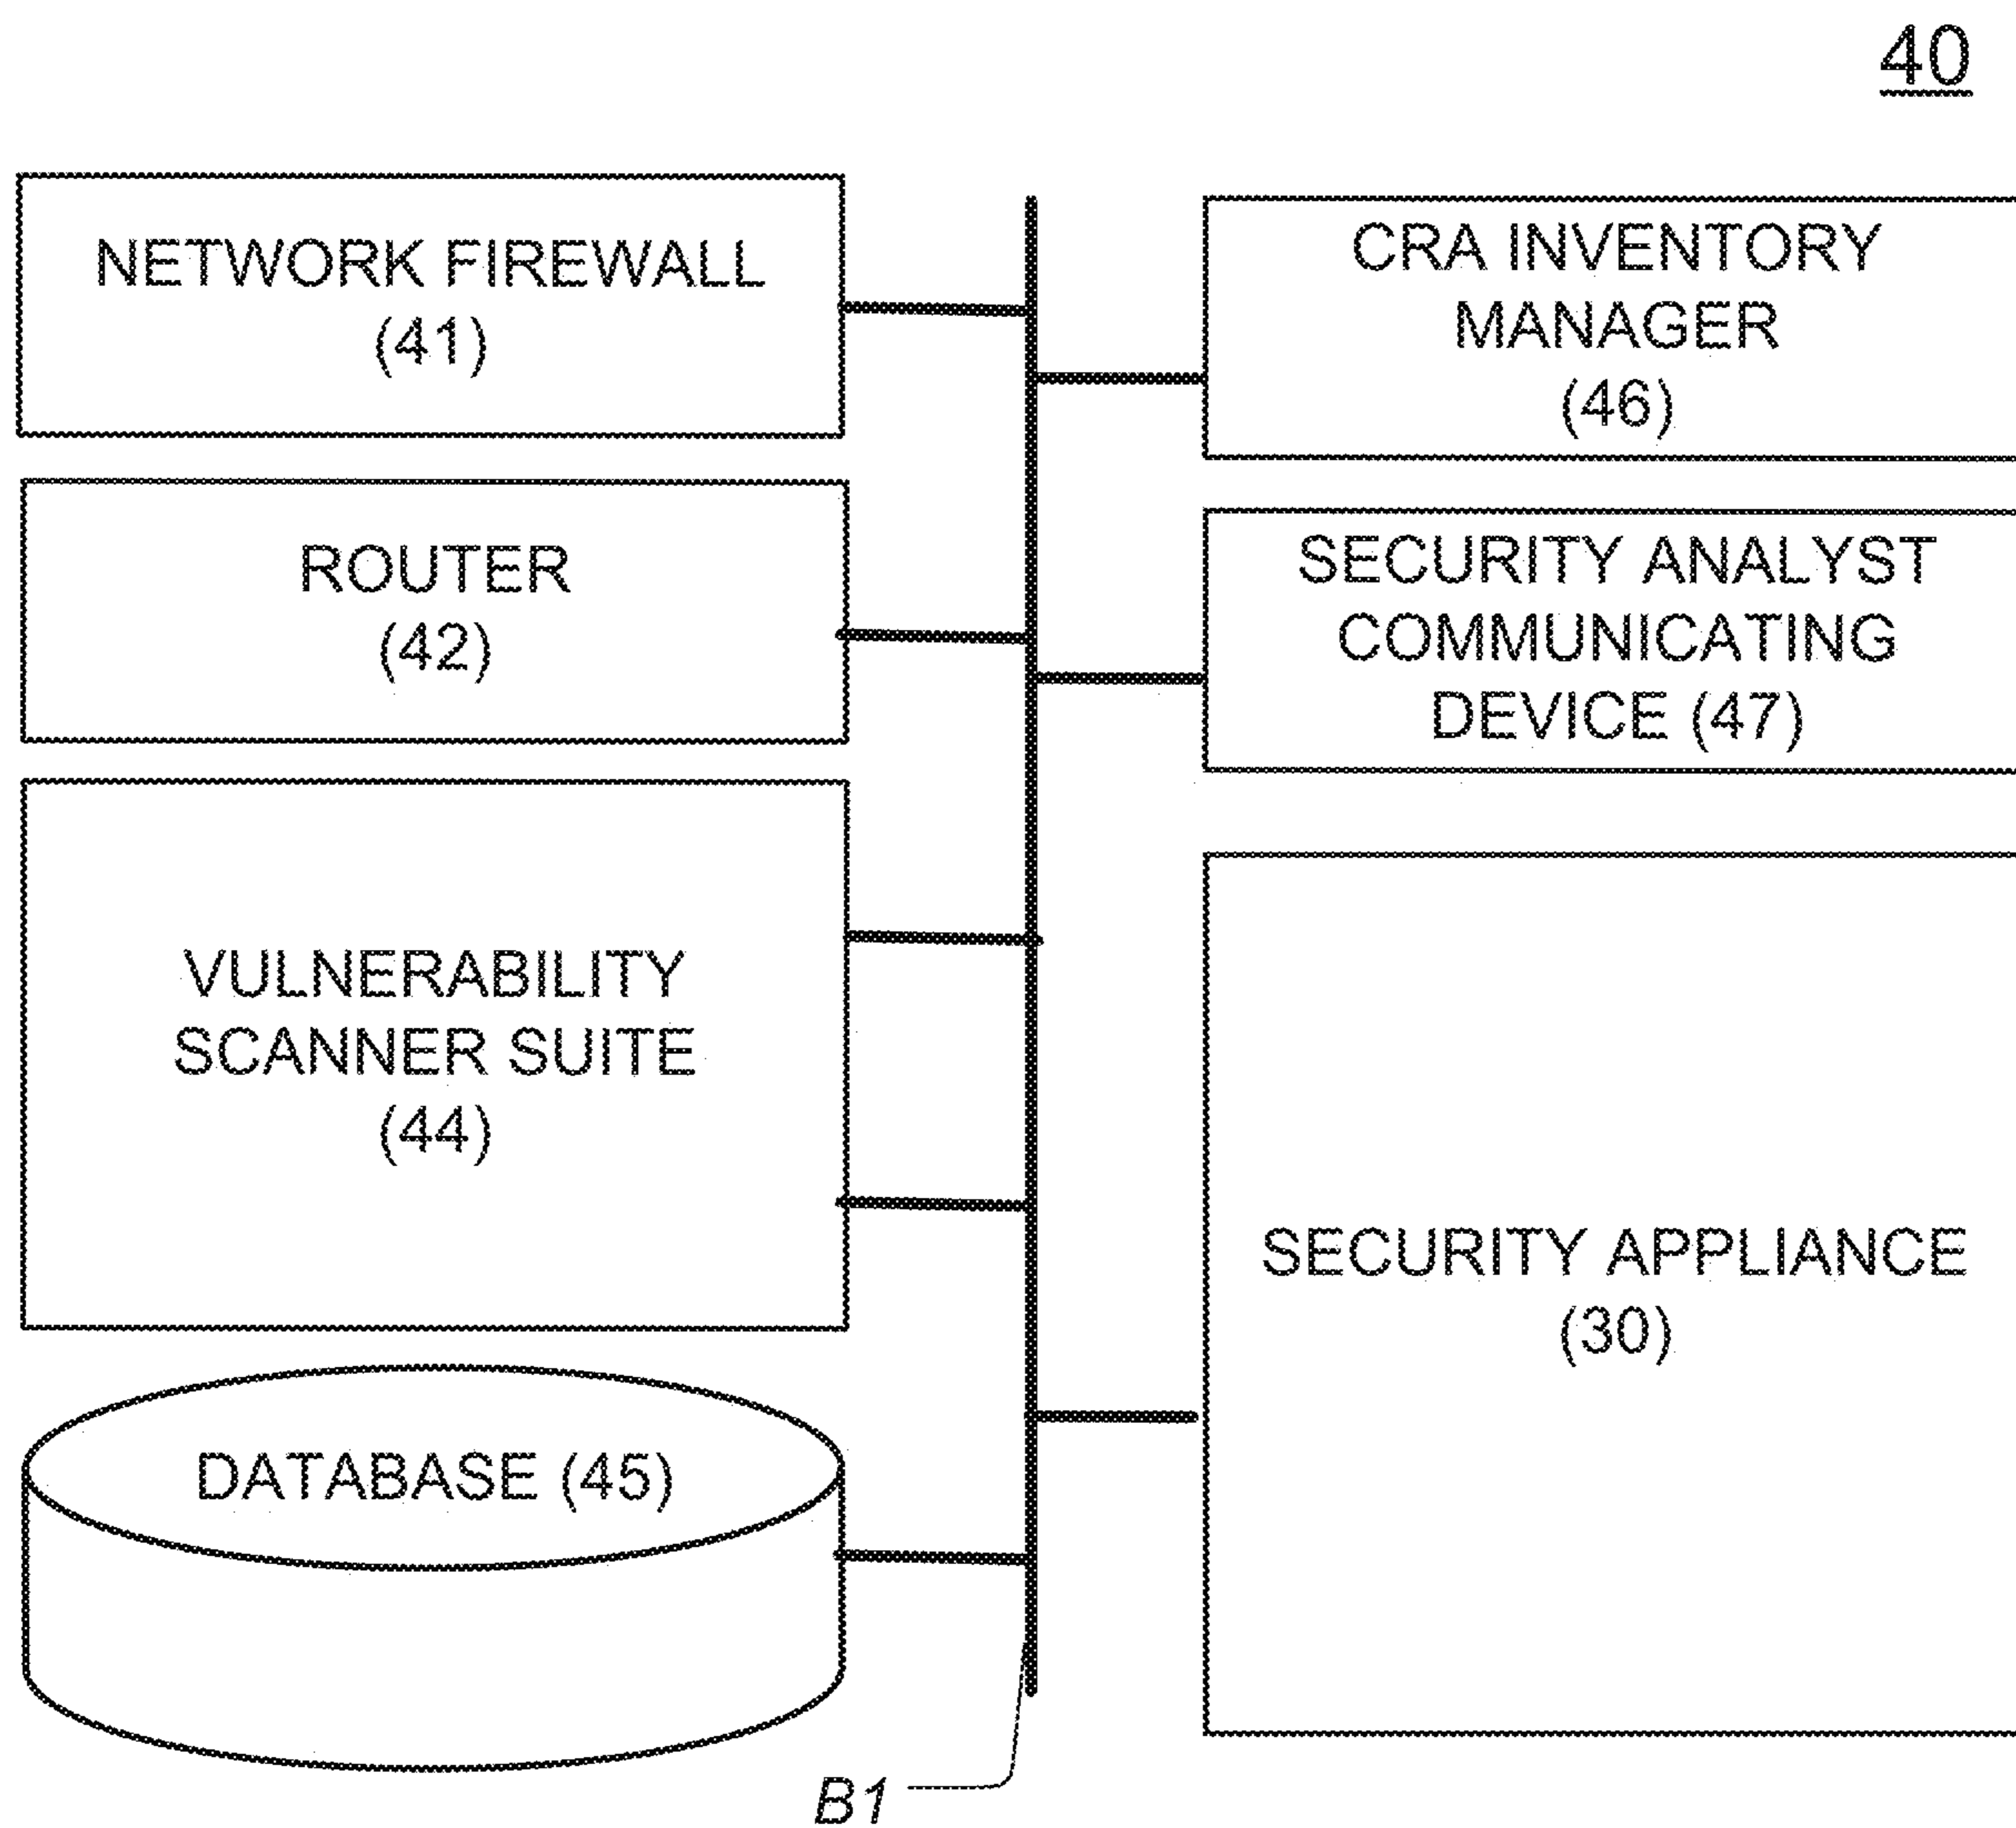 40
NETWORK FIREWALL
(41)
ROUTER
(42)
VULNERABILITY
SCANNER SUITE
(44)
DATABASE (45)
CRA INVENTORY
MANAGER
(46)
SECURITY ANALYST
COMMUNICATING
DEVICE (47)
SECURITY APPLIANCE
(30)
B1